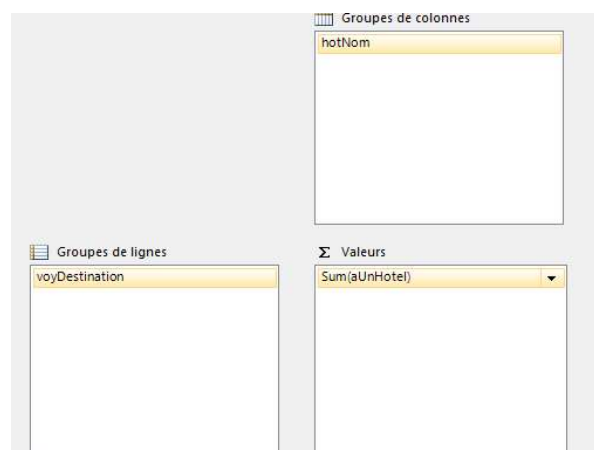 Groupes de colonnes
hotNom
Groupes de lignes
Σ Valeurs
voyDestination
Sum(aUnHotel)